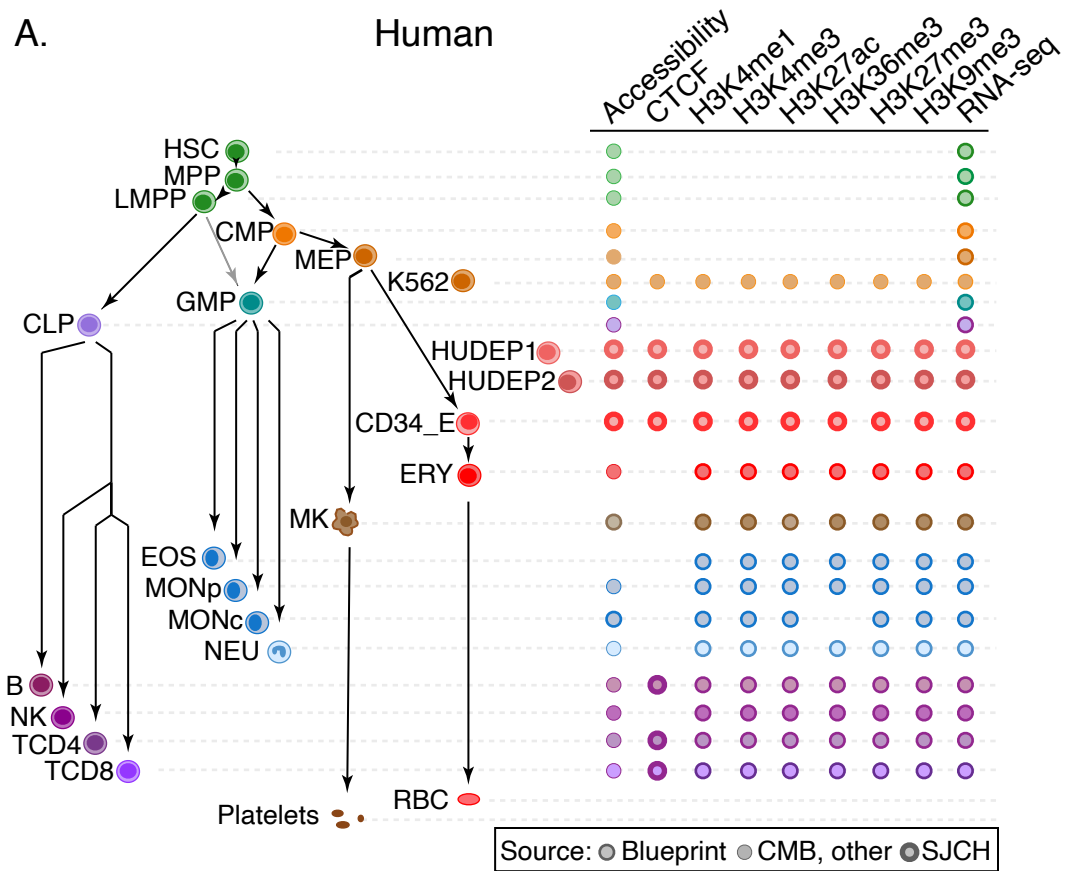 A.
Human
Accessibility
CTCF
H3K4me1
H3K4me3
H3K27ac
H3K36me3
H3K27me3
H3K9me3
RNA-seq
HSC
MPP
LMPP
CMP
MEP
K562
GMP
CLP
HUDEP1
HUDEP2
CD34_E
ERY
MK
EOS
MONp
MONc
NEU
B
NK
TCD4
TCD8
RBC
Platelets
Source: Blueprint CMB, other SJCH